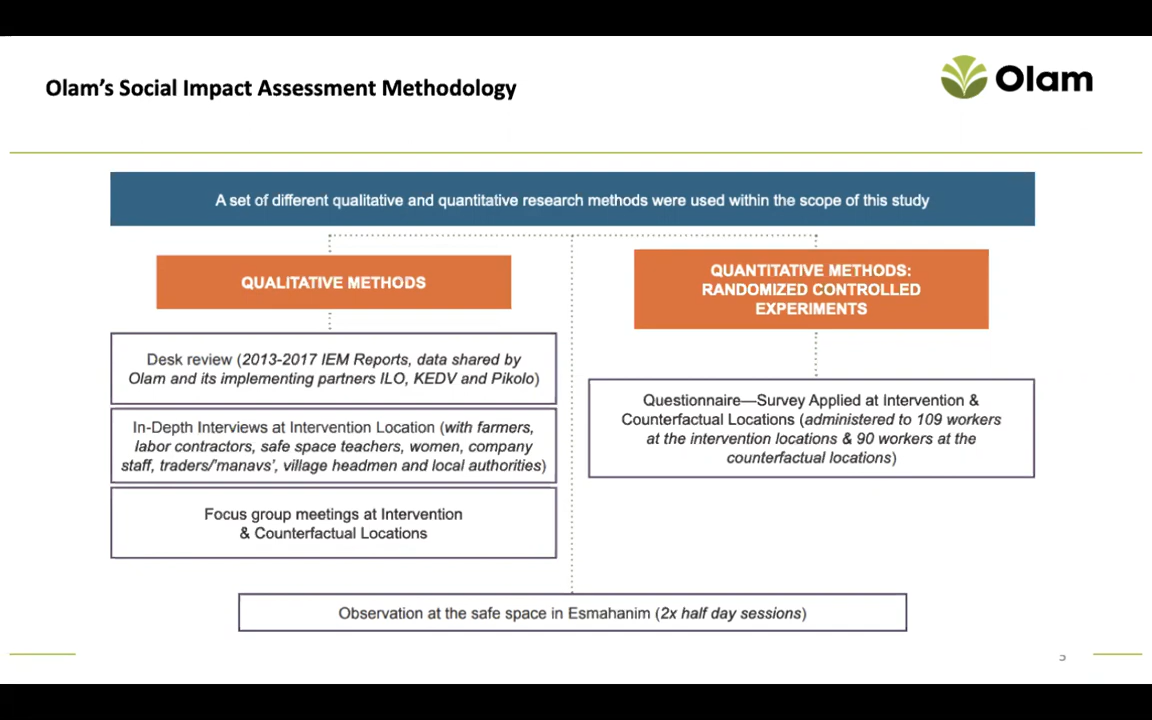 Olam's Social Impact Assessment Methodology
Olam
A set of different qualitative and quantitative research methods were used within the scope of this study
QUALITATIVE METHODS
Desk review (2013-2017 IEM Reports, data shared by
Olam and its implementing partners ILO, KEDV and Pikolo)
In-Depth Interviews at Intervention Location (with farmers,
labor contractors, safe space teachers, women, company
staff, traders/'manavs', village headmen and local authorities)
Focus group meetings at Intervention
& Counterfactual Locations
QUANTITATIVE METHODS:
RANDOMIZED CONTROLLED
EXPERIMENTS
Questionnaire—Survey Applied at Intervention &
Counterfactual Locations (administered to 109 workers
at the intervention locations & 90 workers at the
counterfactual locations)
Observation at the safe space in Esmahanim (2x half day sessions)